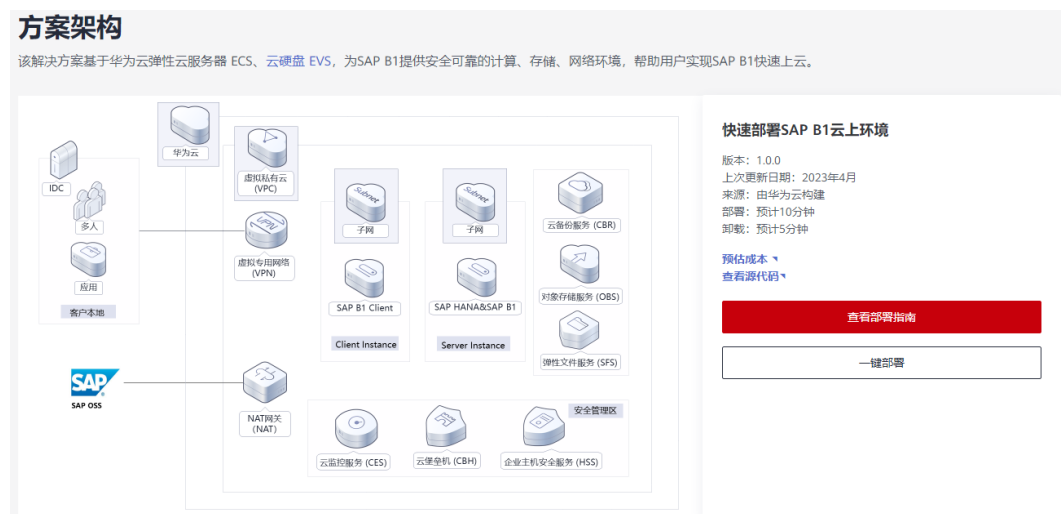 方案架构
该解决方案基于华为云弹性云服务器 ECS、云硬盘 EVS，为SAP B1提供安全可靠的计算、存储、网络环境，帮助用户实现SAP B1快速上云。
华为云
IDC
多人
应用
客户本地
SAP
SAP OSS
虚拟私有云
(VPC)
VPN
虚拟专用网络
(VPN)
NAT网关
(NAT)
Subnet
子网
SAP B1 Client
Client Instance
Subnet
子网
SAP HANA&SAP B1
Server Instance
云备份服务 (CBR)
对象存储服务 (OBS)
弹性文件服务 (SFS)
安全管理区
云监控服务 (CES)
云堡垒机 (CBH)
企业主机安全服务 (HSS)
快速部署SAP B1云上环境
版本：1.0.0
上次更新日期：2023年4月
来源：由华为云构建
部署：预计10分钟
卸载：预计5分钟
预估成本
查看源代码
查看部署指南
一键部署